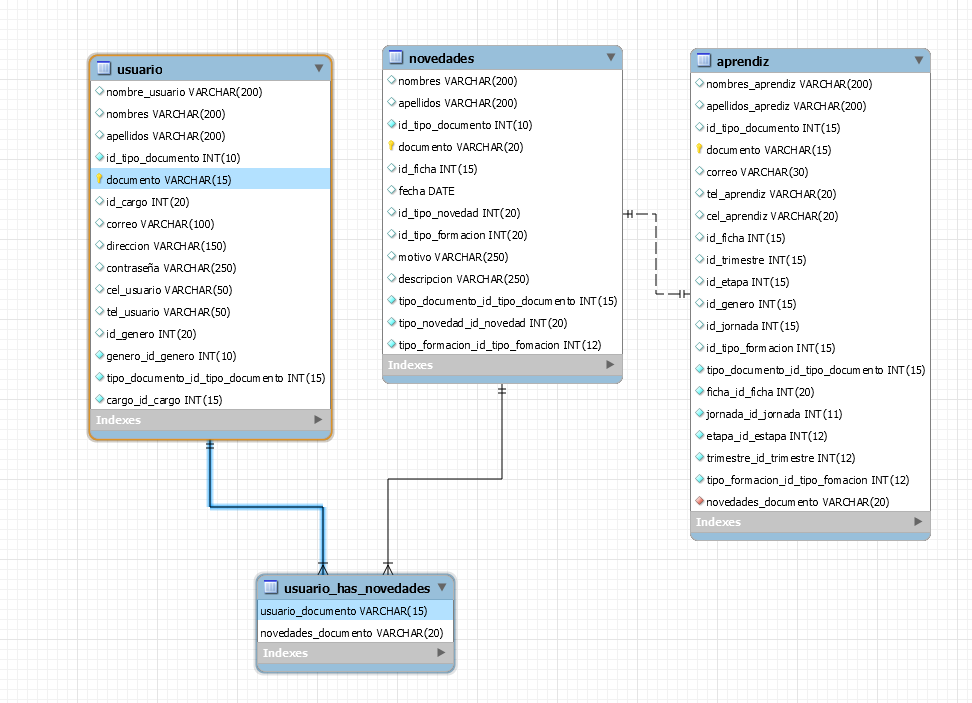 usuario
nombre_usuario VARCHAR(200)
nombres VARCHAR(200)
apellidos VARCHAR(200)
id_tipo_documento INT(10)
documento VARCHAR(15)
id_cargo INT(20)
correo VARCHAR(100)
direccion VARCHAR(150)
contraseña VARCHAR(250)
cel_usuario VARCHAR(50)
tel_usuario VARCHAR(50)
id_genero INT(20)
genero_id_genero INT(10)
tipo_documento_id_tipo_documento INT(15)
cargo_id_cargo INT(15)
Indexes
novedades
nombres VARCHAR(200)
apellidos VARCHAR(200)
id_tipo_documento INT(10)
documento VARCHAR(20)
id_ficha INT(15)
fecha DATE
id_tipo_novedad INT(20)
id_tipo_formacion INT(20)
motivo VARCHAR(250)
descripcion VARCHAR(250)
tipo_documento_id_tipo_documento INT(15)
tipo_novedad_id_novedad INT(20)
tipo_formacion_id_tipo_fomacion INT(12)
Indexes
aprendiz
nombres_aprendiz VARCHAR(200)
apellidos_aprediz VARCHAR(200)
id_tipo_documento INT(15)
documento VARCHAR(15)
correo VARCHAR(30)
tel_aprendiz VARCHAR(20)
cel_aprendiz VARCHAR(20)
id_ficha INT(15)
id_trimestre INT(15)
id_etapa INT(15)
id_genero INT(15)
id_jornada INT(15)
id_tipo_formacion INT(15)
tipo_documento_id_tipo_documento INT(15)
ficha_id_ficha INT(20)
jornada_id_jornada INT(11)
etapa_id_estapa INT(12)
trimestre_id_trimestre INT(12)
tipo_formacion_id_tipo_fomacion INT(12)
novedades_documento VARCHAR(20)
Indexes
usuario_has_novedades
usuario_documento VARCHAR(15)
novedades_documento VARCHAR(20)
Indexes